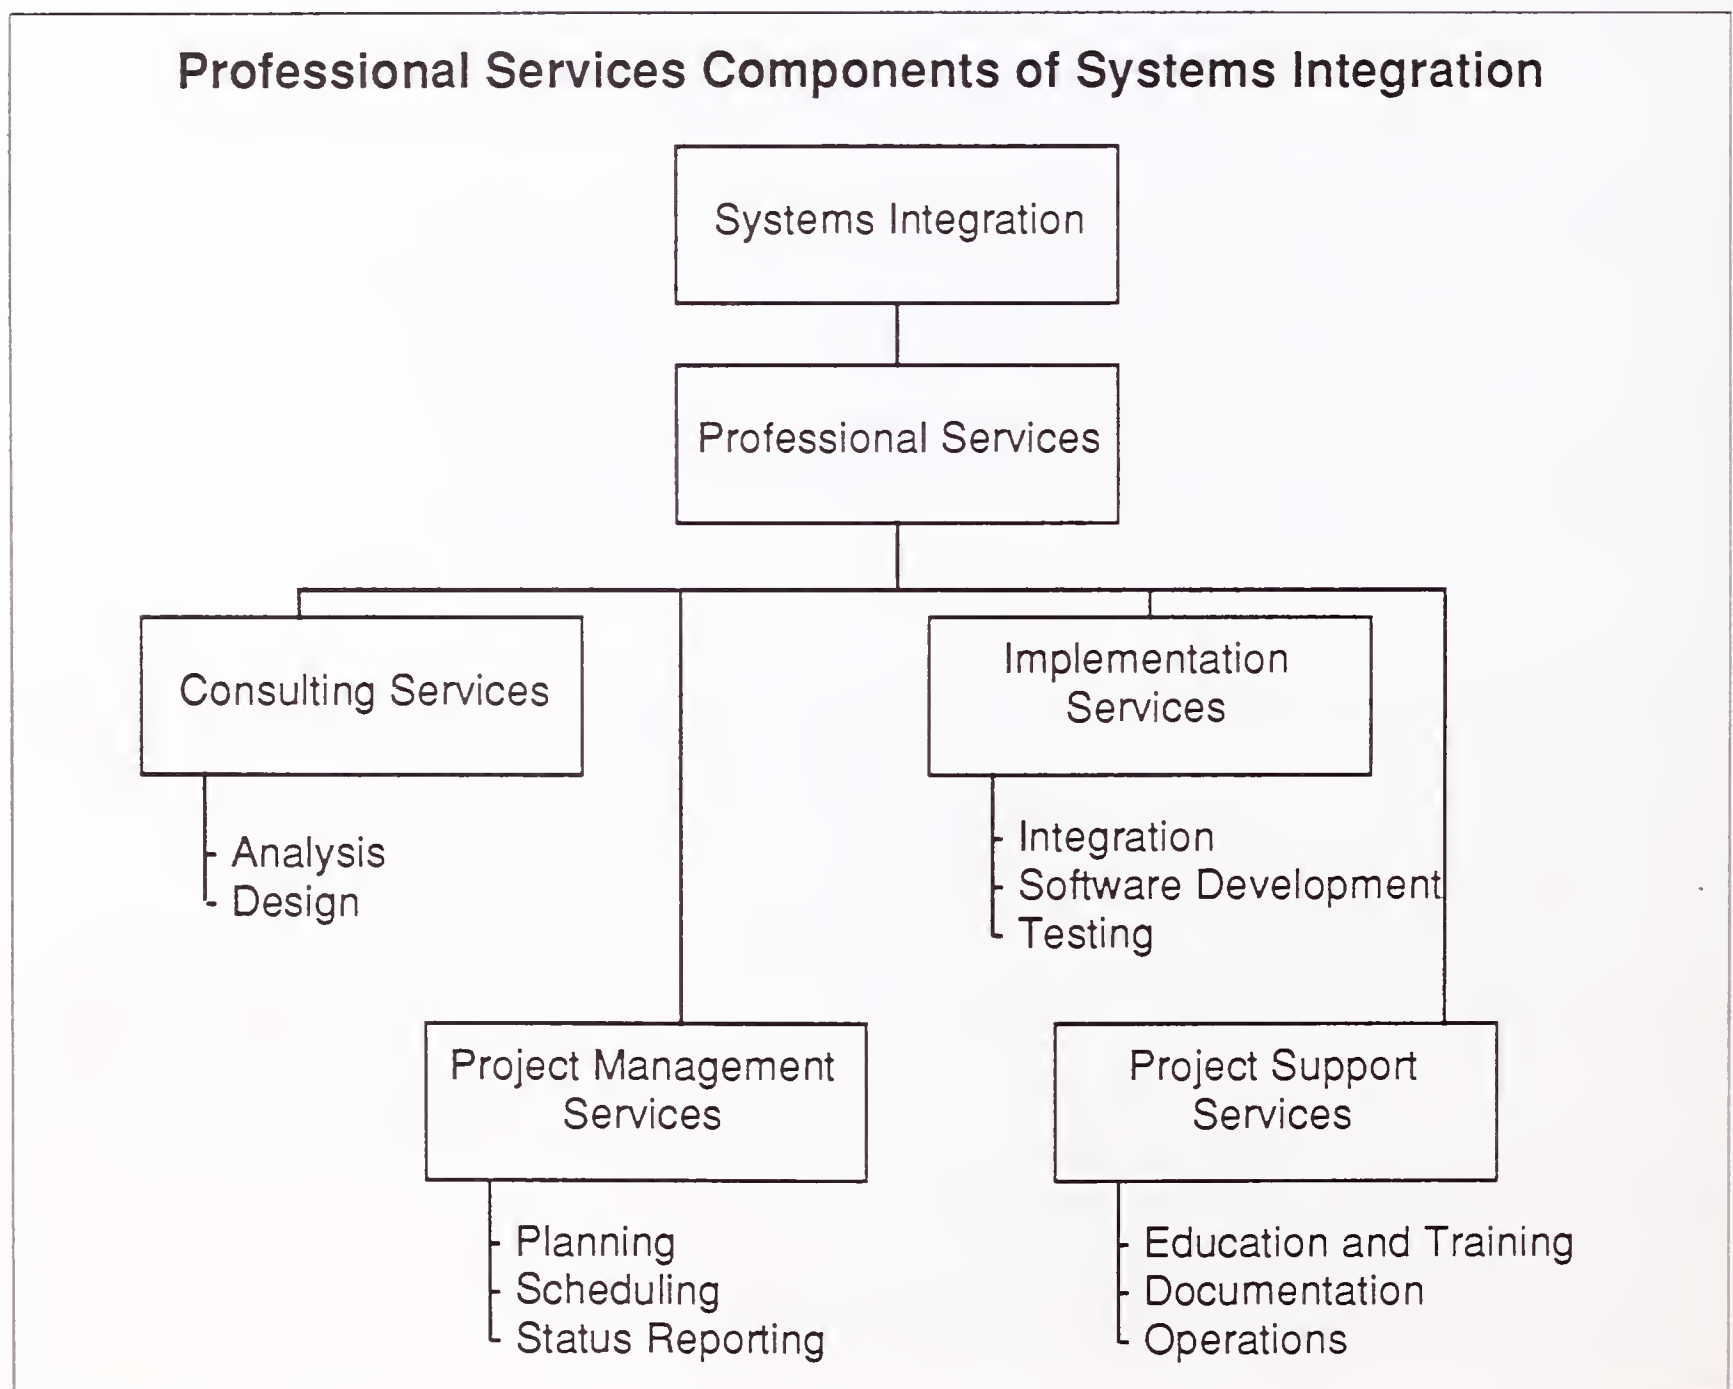 Professional Services Components of Systems Integration
Systems Integration
Professional Services
Consulting Services
- Analysis
- Design
Implementation
Services
- Integration
- Software Development
- Testing
Project Management
Services
- Planning
- Scheduling
- Status Reporting
Project Support
Services
- Education and Training
- Documentation
- Operations